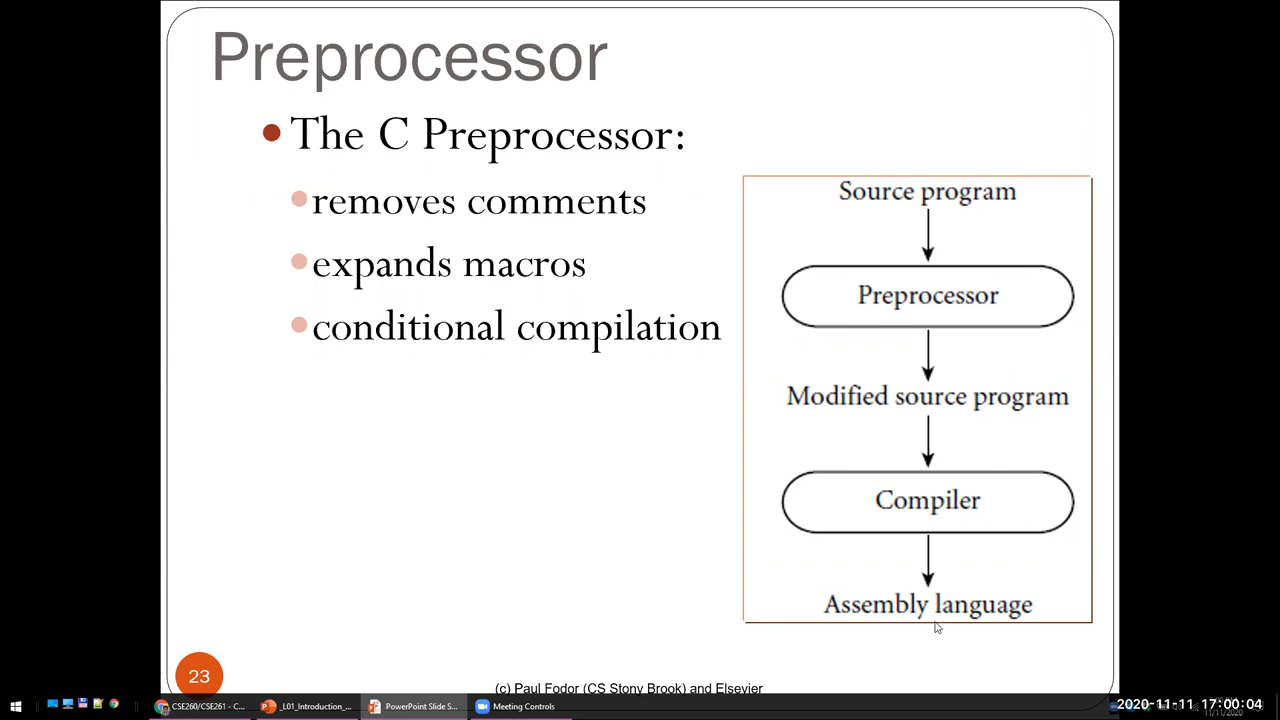 Preprocessor
The C Preprocessor:
removes comments
expands macros
conditional compilation
Source program
Preprocessor
Modified source program
Compiler
Assembly language
23
(c) Paul Fodor (CS Stony Brook) and Elsevier
CSE260/CSE261 - C...
_L01_Introduction_...
PowerPoint Slide S...
Meeting Controls
2020-11-11 17:00:04